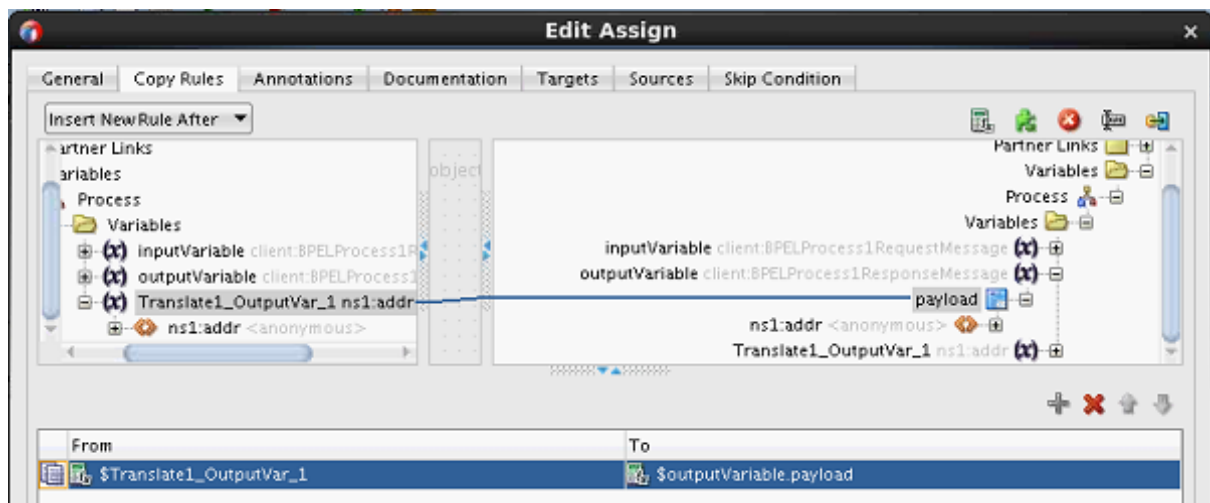 Edit Assign
General Copy Rules Annotations Documentation Targets Sources Skip Condition
Insert New Rule After
artner Links
ariables
Process
Variables
(x) inputVariable client:BPELProcess1R
(x) outputVariable client:BPELProcess1
(x) Translate1_OutputVar_1 ns1:addr
ns1:addr <anonymous>
object
Partner Links
Variables
Process
Variables
inputVariable client:BPELProcess1RequestMessage (x)
outputVariable client:BPELProcess1ResponseMessage (x)
payload
ns1:addr <anonymous>
Translate1_OutputVar_1 ns1:addr (x)
From To
$Translate1_OutputVar_1 $outputVariable.payload